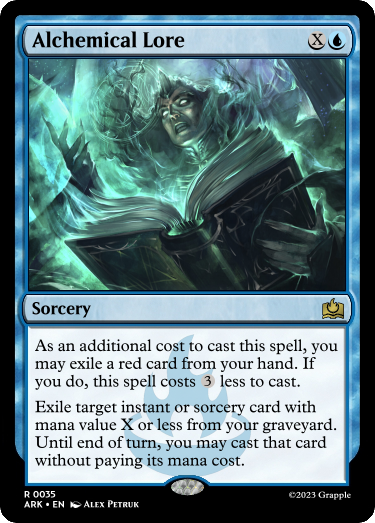 Alchemical Lore X
Sorcery
As an additional cost to cast this spell, you
may exile a red card from your hand. If
you do, this spell costs 3 less to cast.
Exile target instant or sorcery card with
mana value X or less from your graveyard.
Until end of turn, you may cast that card
without paying its mana cost.
R 0035
ARK • EN Alex Petruk
©2023 Grapple